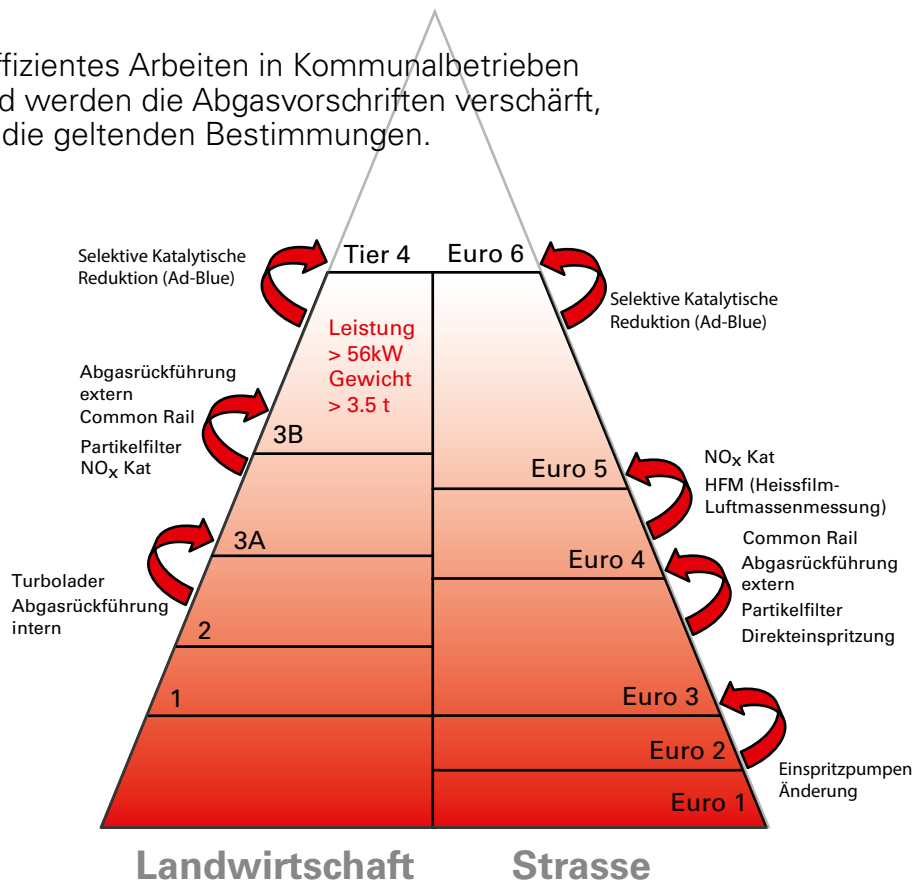 ffizientes Arbeiten in Kommunalbetrieben
d werden die Abgasvorschriften verschärft,
die geltenden Bestimmungen.
Selektive Katalytische
Reduktion (Ad-Blue)
Tier 4
Euro 6
Selektive Katalytische
Reduktion (Ad-Blue)
Leistung
> 56kW
Gewicht
> 3.5 t
Abgasrückführung
extern
Common Rail
Partikelfilter
NOx Kat
3B
Euro 5
NOx Kat
HFM (Heissfilm-
Luftmassenmessung)
3A
Euro 4
Common Rail
Abgasrückführung
extern
Partikelfilter
Direkteinspritzung
Turbolader
Abgasrückführung
intern
2
1
Euro 3
Euro 2
Einspritzpumpen
Änderung
Euro 1
Landwirtschaft
Strasse